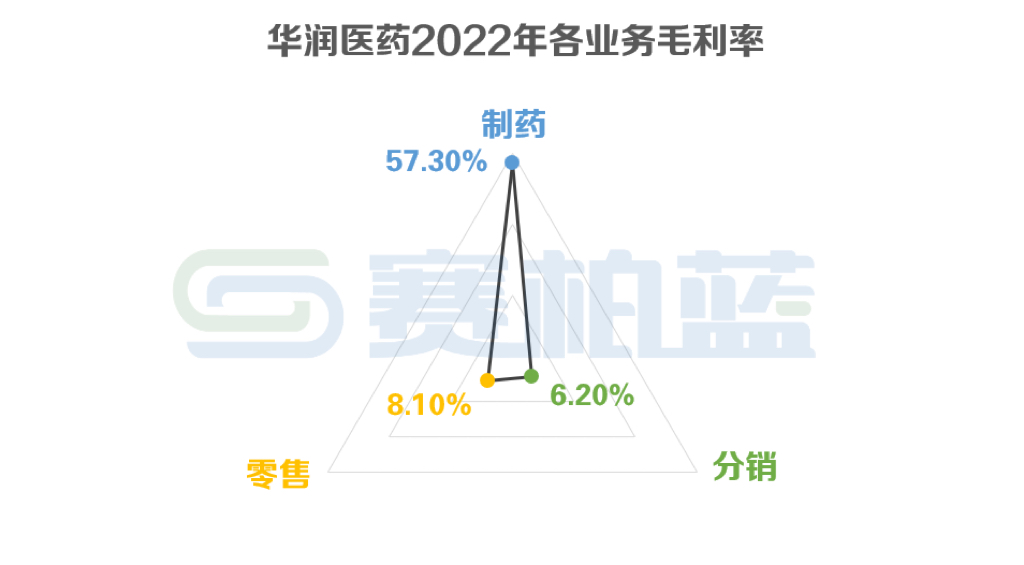 华润医药2022年各业务毛利率
制药
57.30%
赛柏蓝
8.10%
6.20%
零售
分销